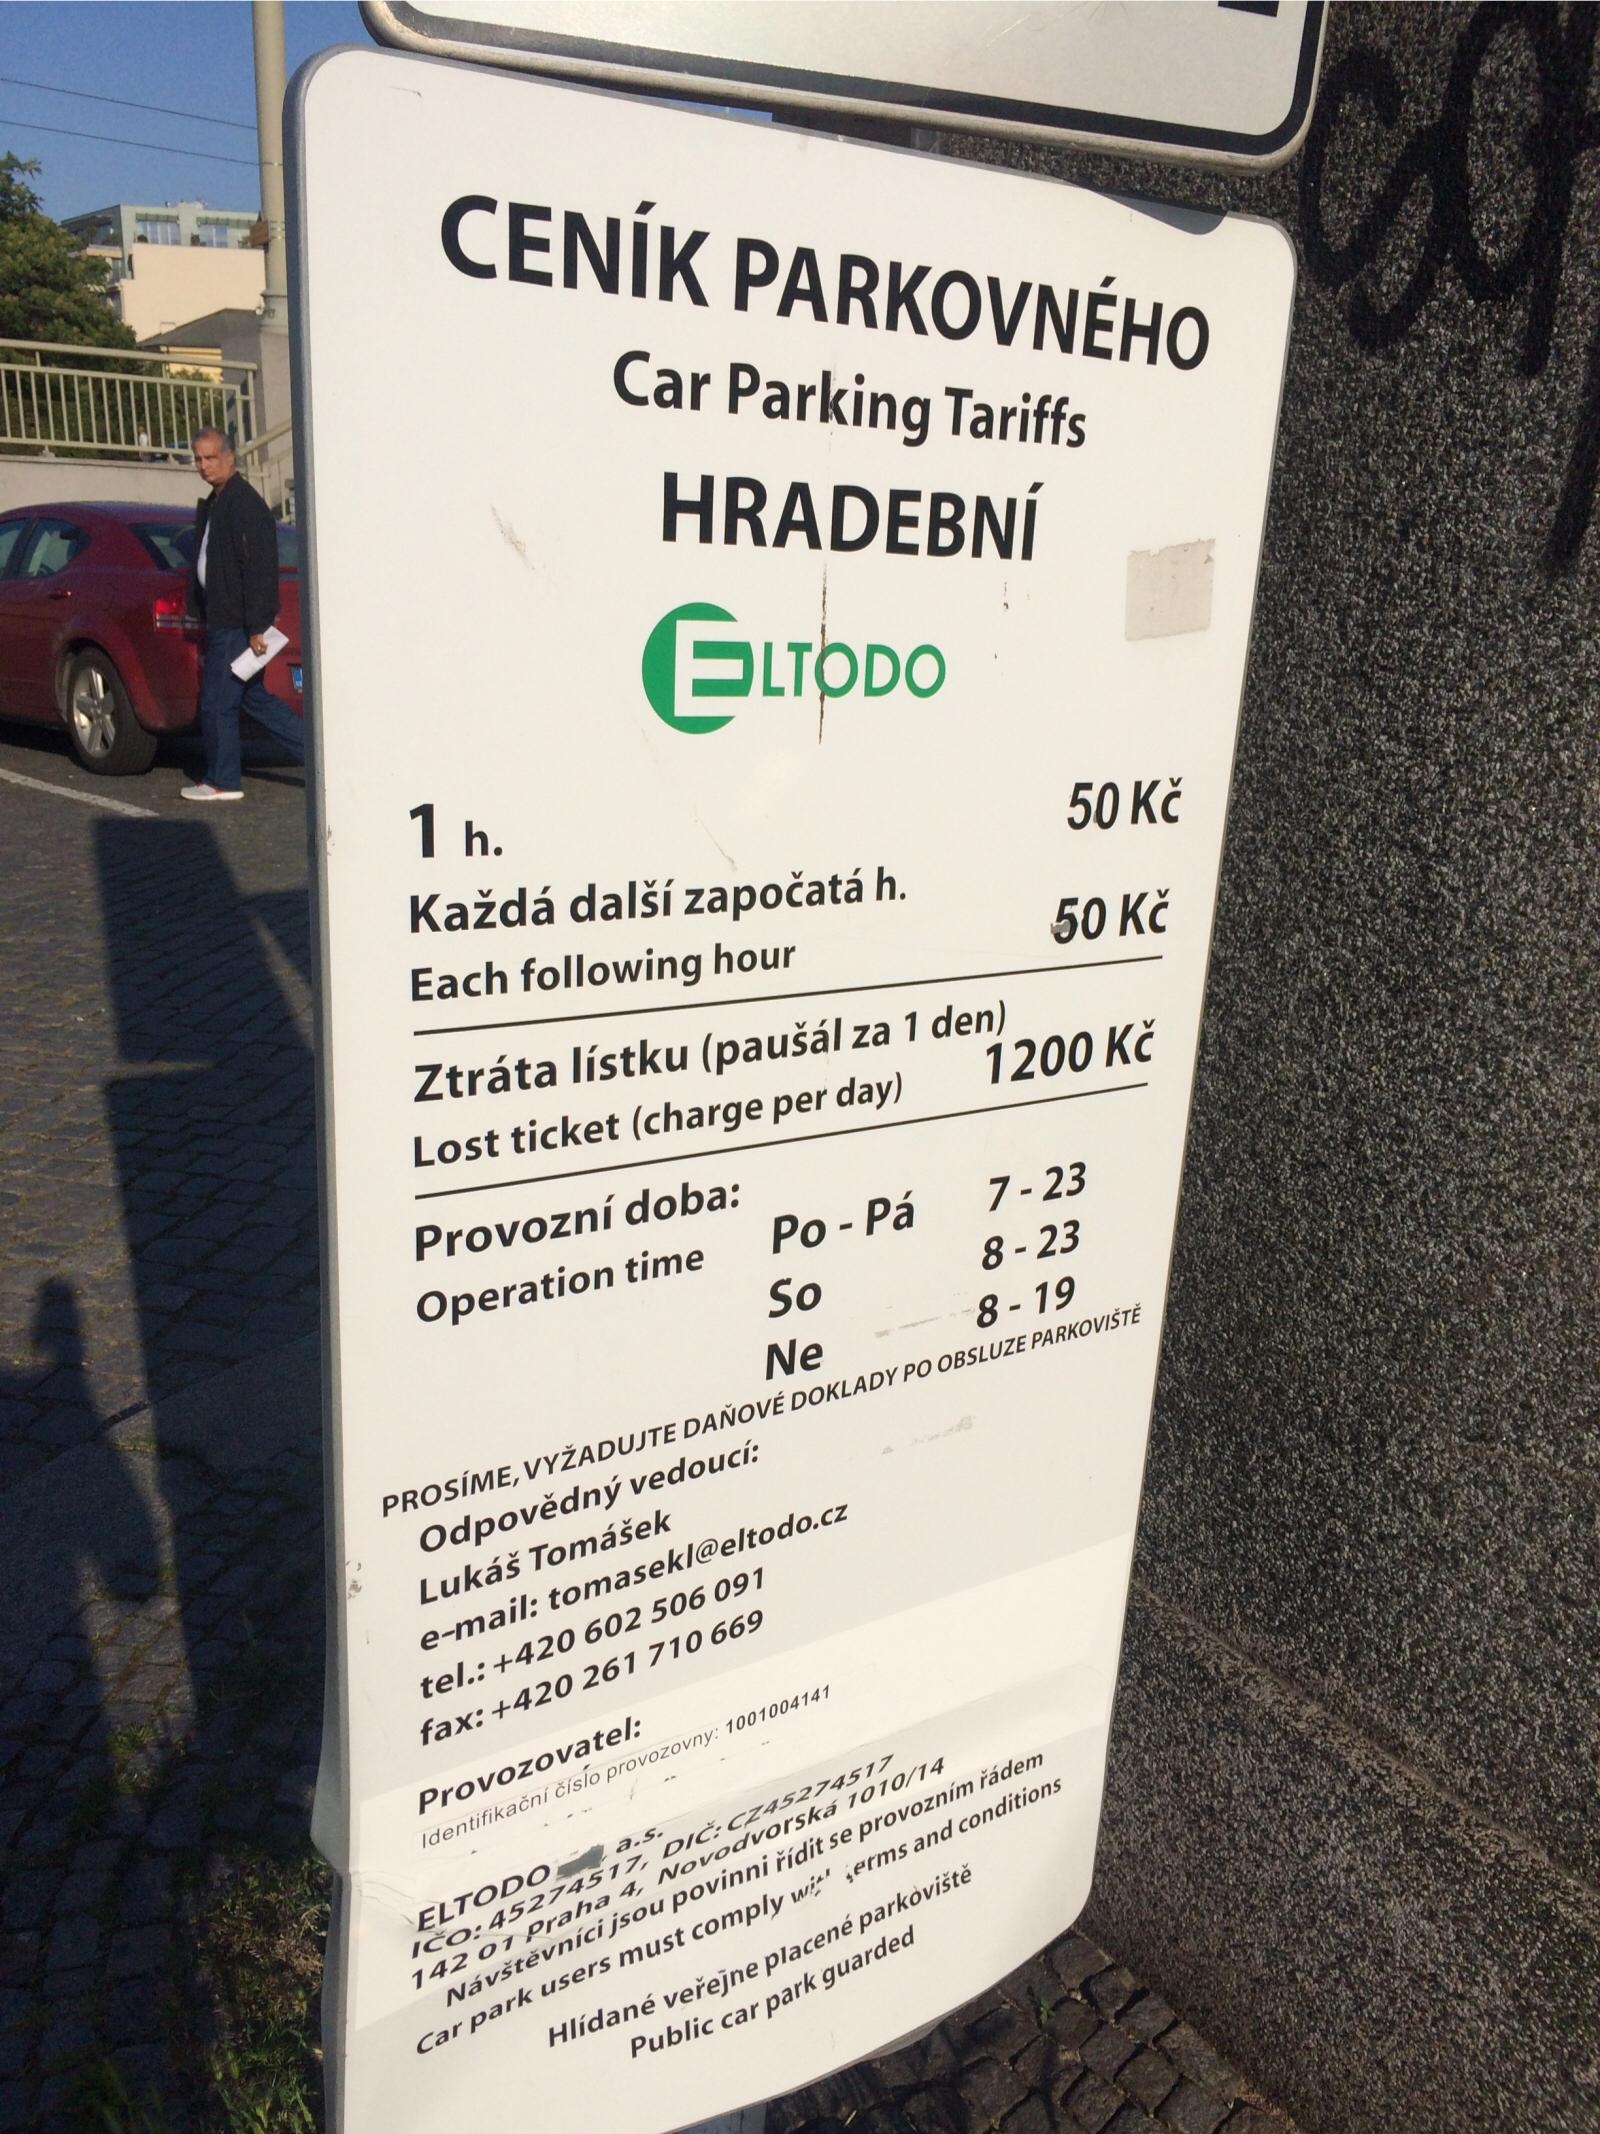 CENÍK PARKOVNÉHO
Car Parking Tariffs
HRADEBNÍ
ELTODO
1 h. 50 Kč
Každá další započatá h.
Each following hour 50 Kč
Ztráta lístku (paušál za 1 den)
Lost ticket (charge per day) 1200 Kč
Provozní doba: Po - Pá 7 - 23
Operation time So 8 - 23
Ne 8 - 19
PROSÍME, VYŽADUJTE DAŇOVÉ DOKLADY PO OBSLUZE PARKOVIŠTĚ
Odpovědný vedoucí:
Lukáš Tomášek
e-mail: tomasekl@eltodo.cz
tel.: +420 602 506 091
fax: +420 261 710 669
Provozovatel:
Identifikační číslo provozovny: 1001004141
ELTODO a.s.
IČO: 45274517, DIČ: CZ45274517
142 01 Praha 4, Novodvorská 1010/14
Návštěvníci jsou povinni řídit se provozním řádem
Car park users must comply erms and conditions
Hlídané veřejne placené parkoviště
Public car park guarded